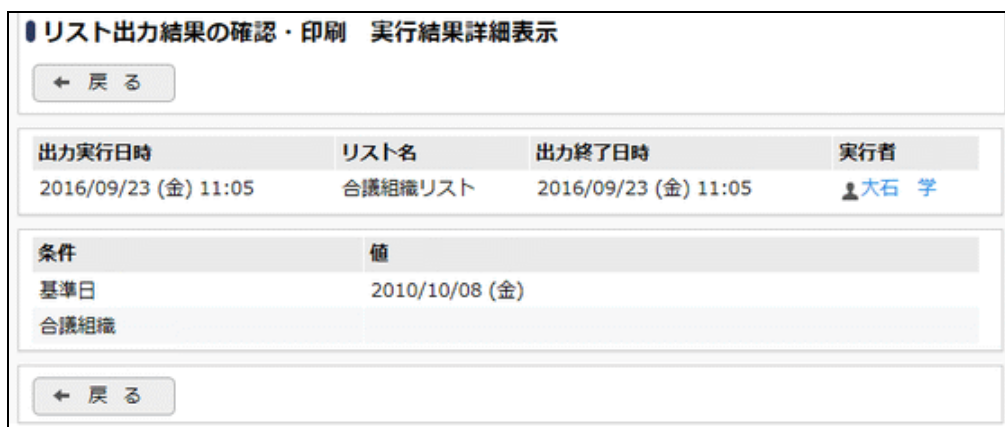 リスト出力結果の確認・印刷　実行結果詳細表示
← 戻 る
出力実行日時 リスト名 出力終了日時 実行者
2016/09/23 (金) 11:05 合議組織リスト 2016/09/23 (金) 11:05 大石　学
条件 値
基準日 2010/10/08 (金)
合議組織
← 戻 る